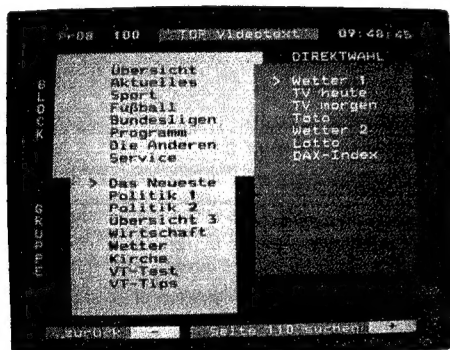 Pr08 100 TOP Videotext 09:48:45
DIREKTWAHL
BLOCK
Übersicht
Aktuelles
Sport
Fußball
Bundesligen
Programm
Die Anderen
Service
> Wetter 1
TV heute
TV morgen
Toto
Wetter 2
Lotto
DAX-Index
GRUPPE
> Das Neueste
Politik 1
Politik 2
Übersicht 3
Wirtschaft
Wetter
Kirche
VT-Test
VT-Tips
zurück - Seite 110 suchen +